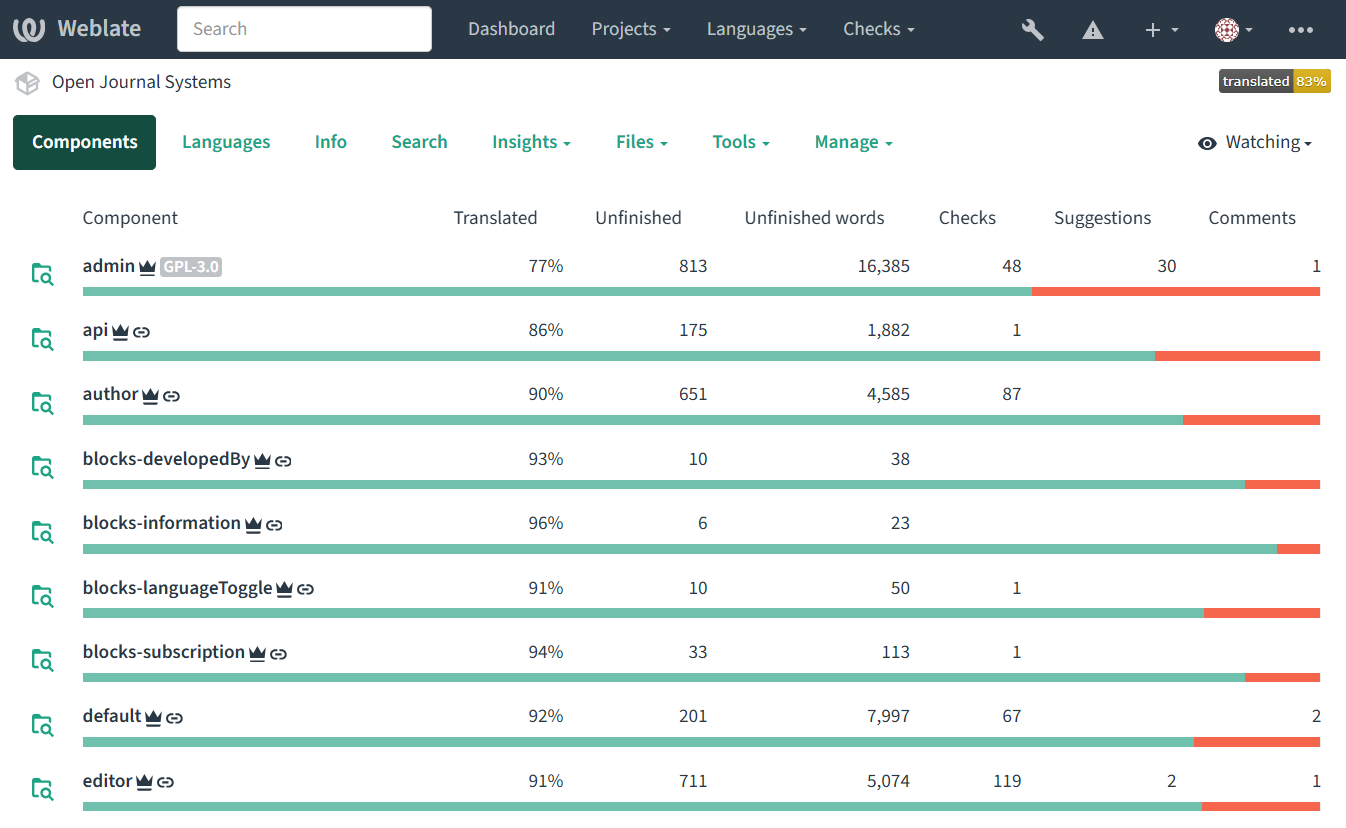 Weblate Search Dashboard Projects Languages Checks
Open Journal Systems translated 83%
Components Languages Info Search Insights Files Tools Manage Watching
Component Translated Unfinished Unfinished words Checks Suggestions Comments
admin GPL-3.0 77% 813 16,385 48 30 1
api 86% 175 1,882 1
author 90% 651 4,585 87
blocks-developedBy 93% 10 38
blocks-information 96% 6 23
blocks-languageToggle 91% 10 50 1
blocks-subscription 94% 33 113 1
default 92% 201 7,997 67 2
editor 91% 711 5,074 119 2 1